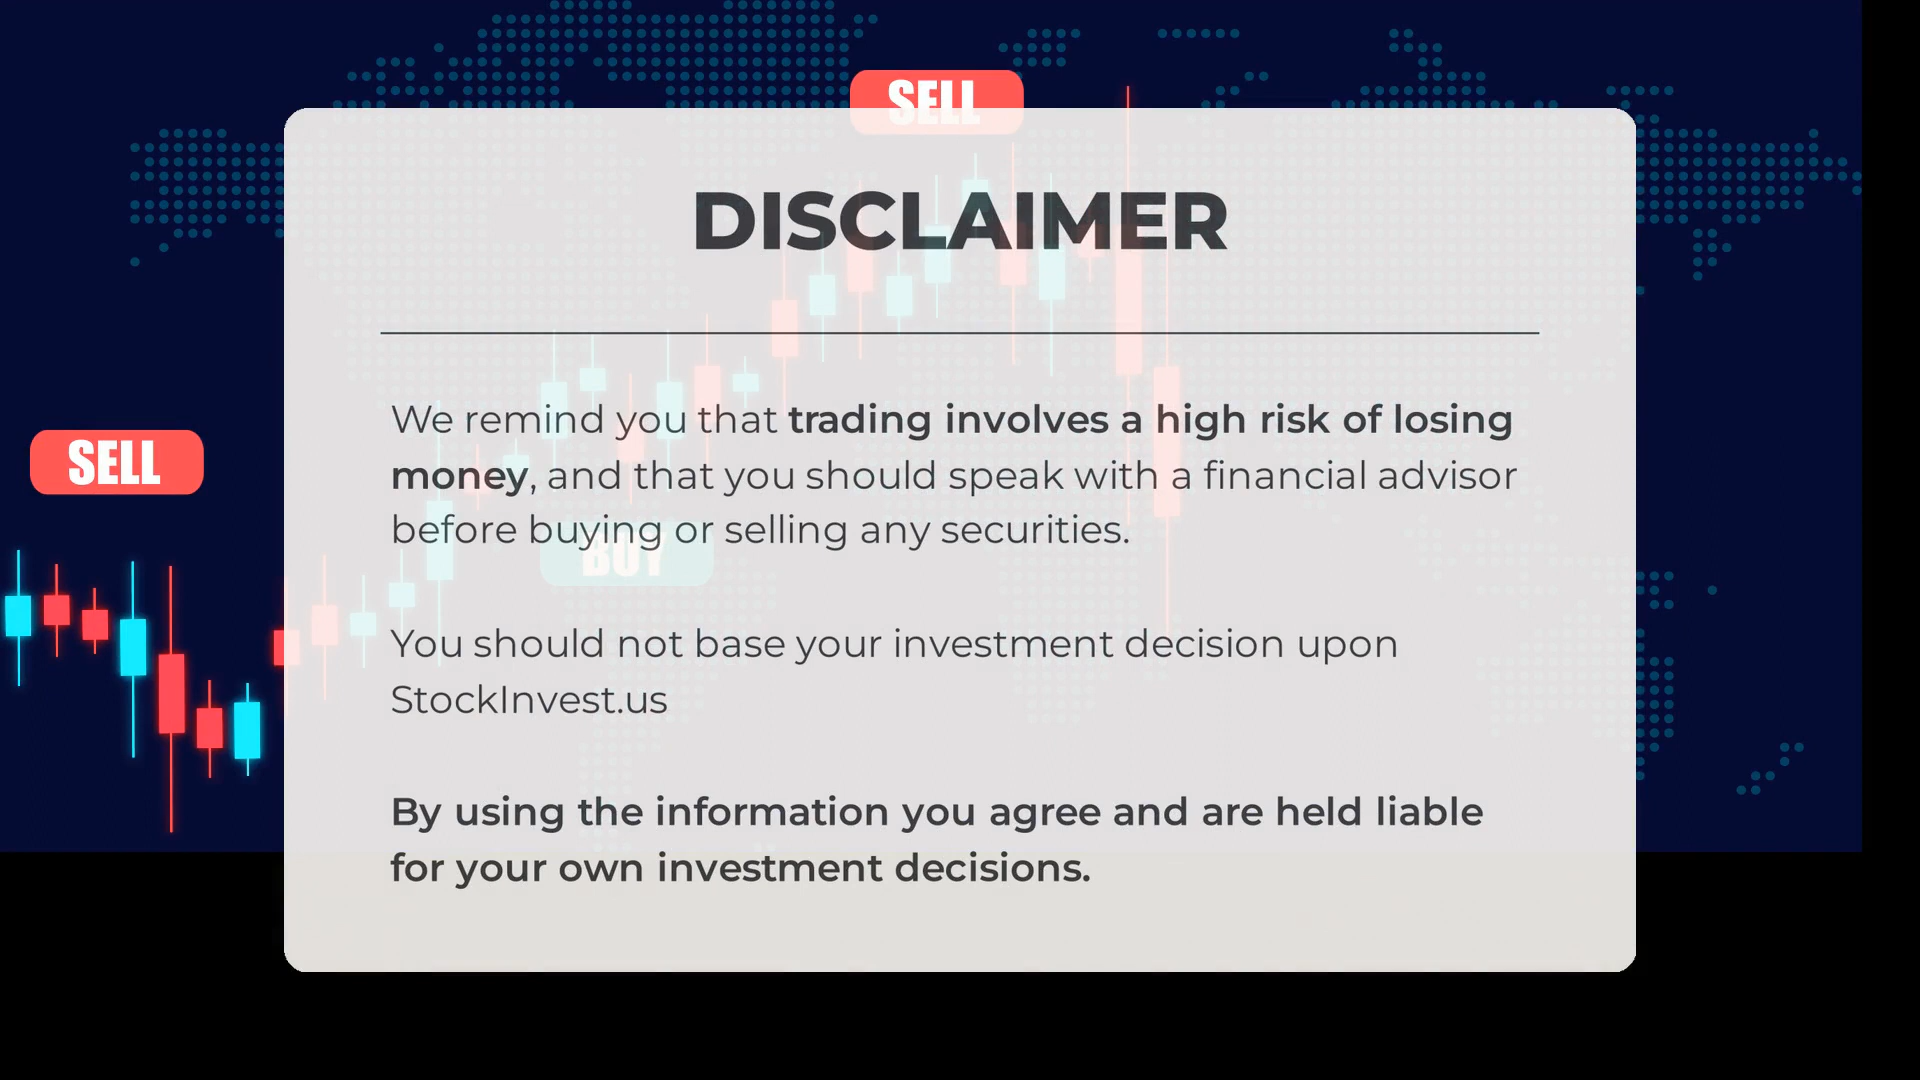 SELL
DISCLAIMER
We remind you that trading involves a high risk of losing
money, and that you should speak with a financial advisor
before buying or selling any securities.
SELL
BUY
You should not base your investment decision upon
StockInvest.us
By using the information you agree and are held liable
for your own investment decisions.